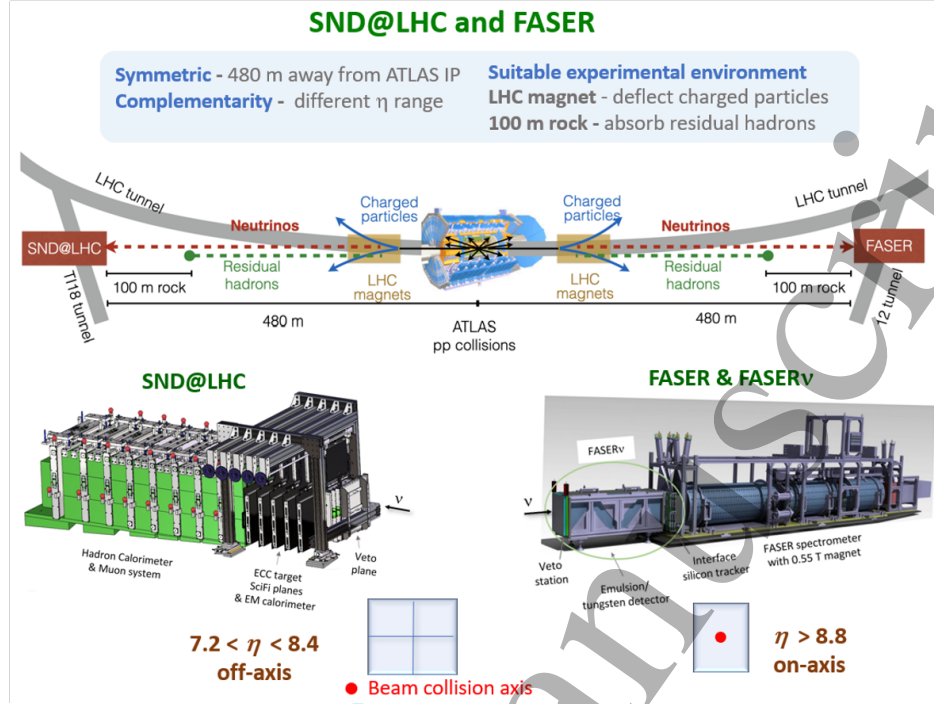 SND@LHC and FASER
Symmetric - 480 m away from ATLAS IP
Complementarity - different η range
Suitable experimental environment
LHC magnet - deflect charged particles
100 m rock - absorb residual hadrons
LHC tunnel
Charged
particles
Charged
particles
LHC tunnel
Neutrinos
Neutrinos
SND@LHC
FASER
Residual
hadrons
LHC
magnets
LHC
magnets
Residual
hadrons
100 m rock
100 m rock
TI18 tunnel
12 tunnel
480 m
ATLAS
pp collisions
480 m
SND@LHC
FASER & FASERν
FASERν
ν
ν
Hadron Calorimeter
& Muon system
ECC target
SciFi planes
& EM calorimeter
Veto
plane
Veto
station
Emulsion/
tungsten detector
Interface
silicon tracker
FASER spectrometer
with 0.55 T magnet
7.2 < η < 8.4
off-axis
η > 8.8
on-axis
Beam collision axis